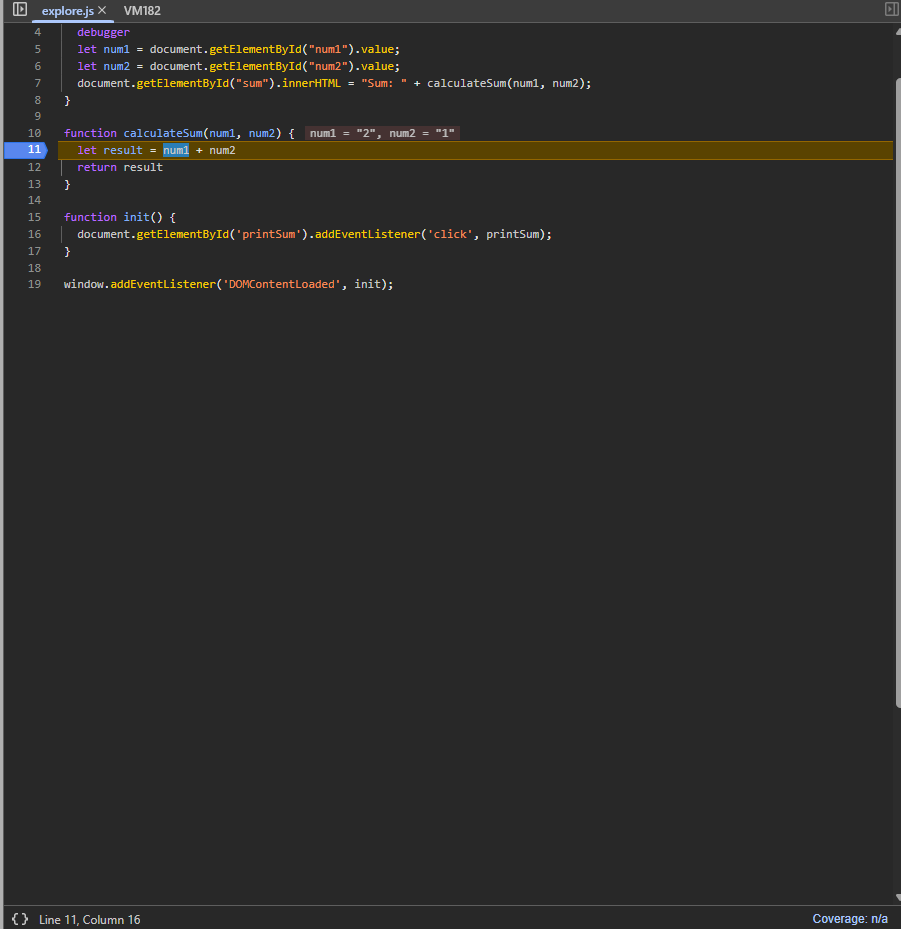 explore.js × VM182
4 debugger
5 let num1 = document.getElementById("num1").value;
6 let num2 = document.getElementById("num2").value;
7 document.getElementById("sum").innerHTML = "Sum: " + calculateSum(num1, num2);
8 }
9
10 function calculateSum(num1, num2) { num1 = "2", num2 = "1"
11 let result = num1 + num2
12 return result
13 }
14
15 function init() {
16 document.getElementById('printSum').addEventListener('click', printSum);
17 }
18
19 window.addEventListener('DOMContentLoaded', init);
{} Line 11, Column 16 Coverage: n/a